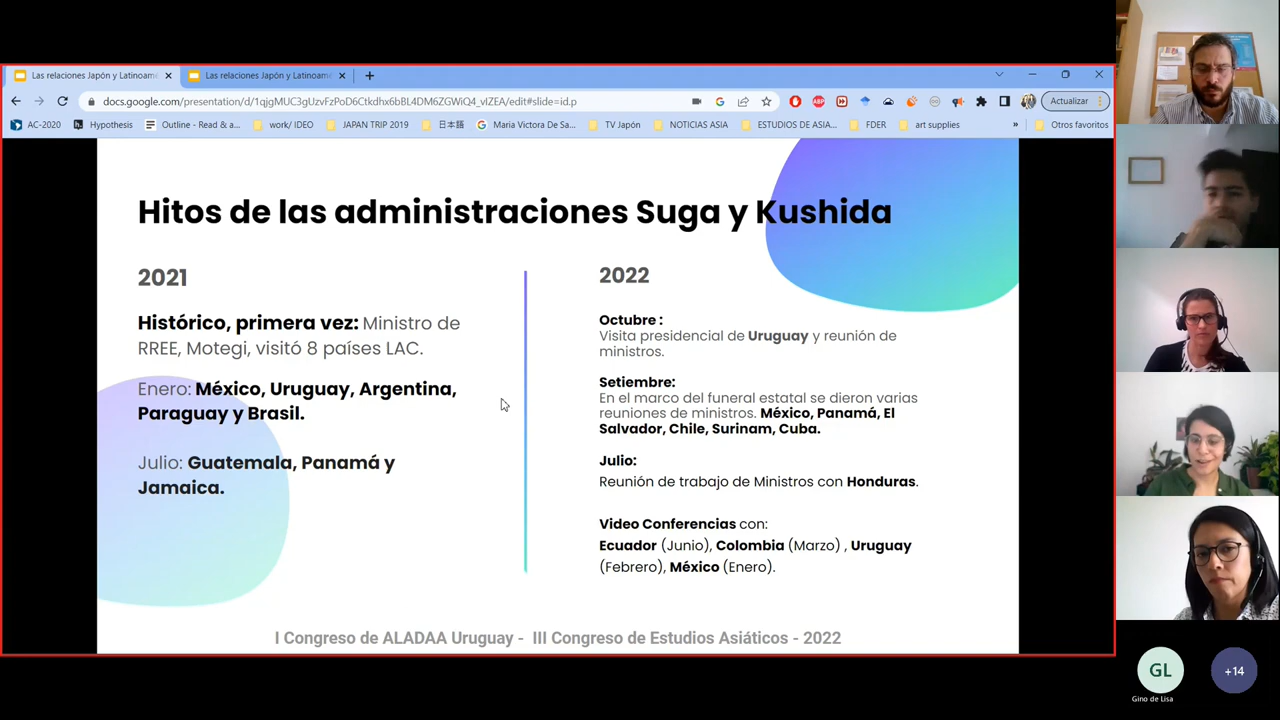 Las relaciones Japón y Latinoamé
Las relaciones Japón y Latinoamé
docs.google.com/presentation/d/1qjgMUC3gUzvFzPoD6Ctkdhx6bBL4DM6ZGWiQ4_vIZEA/edit#slide=id.p
Actualizar
AC-2020
Hypothesis
Outline - Read & a...
work/ IDEO
JAPAN TRIP 2019
日本語
Maria Victora De Sa...
TV Japón
NOTICIAS ASIA
ESTUDIOS DE ASIA...
FDER
art supplies
»
Otros favoritos
ABP
Hitos de las administraciones Suga y Kushida
2021
Histórico, primera vez: Ministro de
RREE, Motegi, visitó 8 países LAC.
Enero: México, Uruguay, Argentina,
Paraguay y Brasil.
Julio: Guatemala, Panamá y
Jamaica.
2022
Octubre :
Visita presidencial de Uruguay y reunión de
ministros.
Setiembre:
En el marco del funeral estatal se dieron varias
reuniones de ministros. México, Panamá, El
Salvador, Chile, Surinam, Cuba.
Julio:
Reunión de trabajo de Ministros con Honduras.
Video Conferencias con:
Ecuador (Junio), Colombia (Marzo) , Uruguay
(Febrero), México (Enero).
I Congreso de ALADAA Uruguay - III Congreso de Estudios Asiáticos - 2022
GL
Gino de Lisa
+14